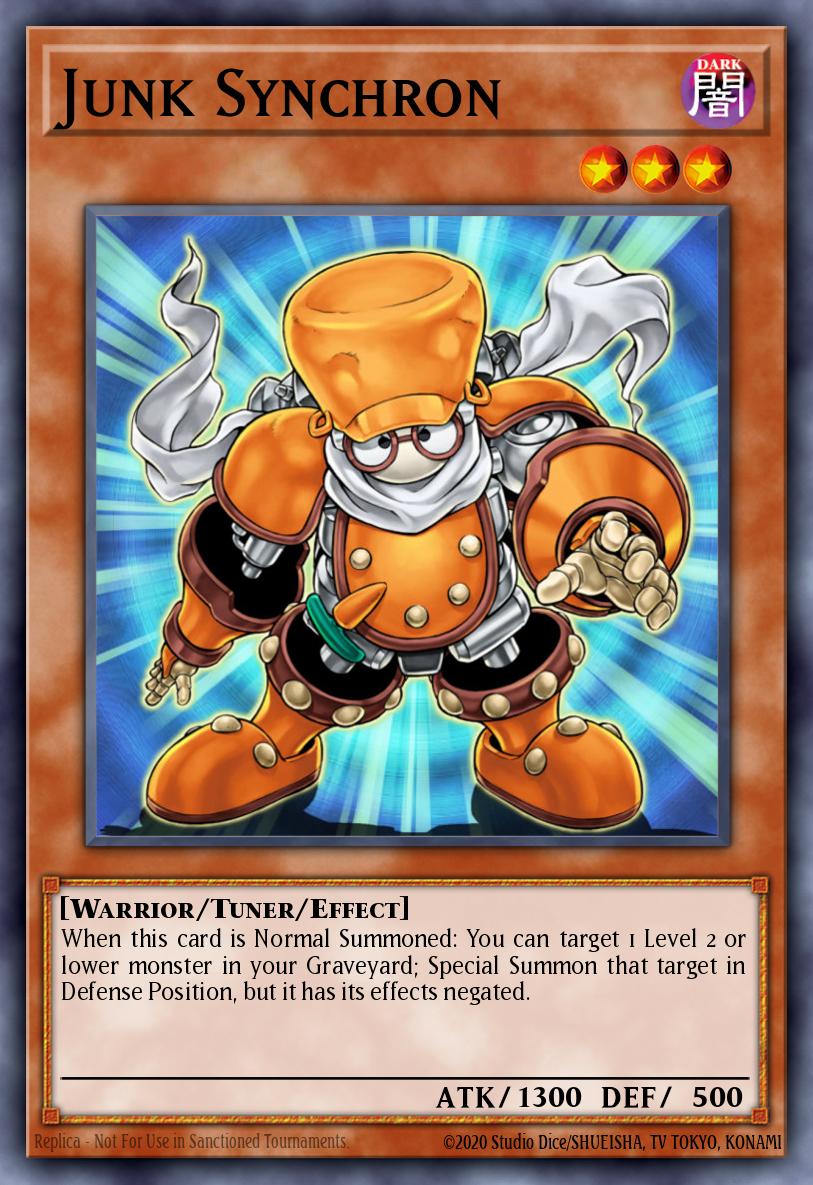 Junk Synchron
DARK
闇
[Warrior/Tuner/Effect]
When this card is Normal Summoned: You can target 1 Level 2 or
lower monster in your Graveyard; Special Summon that target in
Defense Position, but it has its effects negated.
ATK/1300 DEF/ 500
Replica - Not For Use in Sanctioned Tournaments.
©2020 Studio Dice/SHUEISHA, TV TOKYO, KONAMI